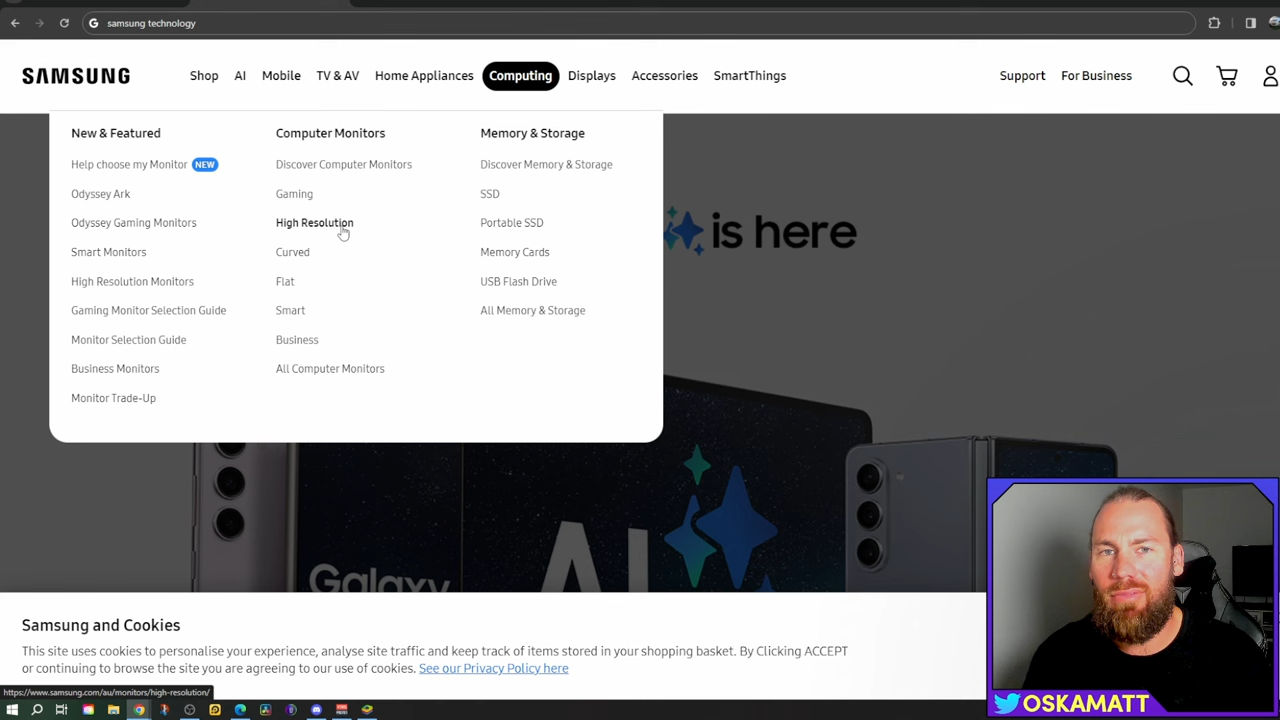 samsung technology
SAMSUNG
Shop AI Mobile TV & AV Home Appliances Computing Displays Accessories SmartThings Support For Business
New & Featured
Help choose my Monitor NEW
Odyssey Ark
Odyssey Gaming Monitors
Smart Monitors
High Resolution Monitors
Gaming Monitor Selection Guide
Monitor Selection Guide
Business Monitors
Monitor Trade-Up
Computer Monitors
Discover Computer Monitors
Gaming
High Resolution
Curved
Flat
Smart
Business
All Computer Monitors
Memory & Storage
Discover Memory & Storage
SSD
Portable SSD
Memory Cards
USB Flash Drive
All Memory & Storage
is here
Galaxy AI
Samsung and Cookies
This site uses cookies to personalise your experience, analyse site traffic and keep track of items stored in your shopping basket. By Clicking ACCEPT
or continuing to browse the site you are agreeing to our use of cookies. See our Privacy Policy here
https://www.samsung.com/au/monitors/high-resolution/
OSKAMATT